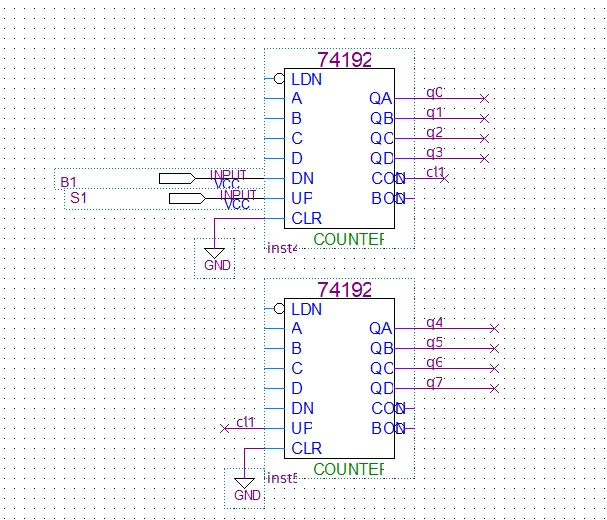 74192
LDN
A QA q0
B QB q1
C QC q2
D QD q3
B1 INPUT VCC DN CON cl1
S1 INPUT VCC UP BON
CLR
COUNTER
inst4
GND
74192
LDN
A QA q4
B QB q5
C QC q6
D QD q7
DN CON
cl1 UP BON
CLR
COUNTER
inst5
GND